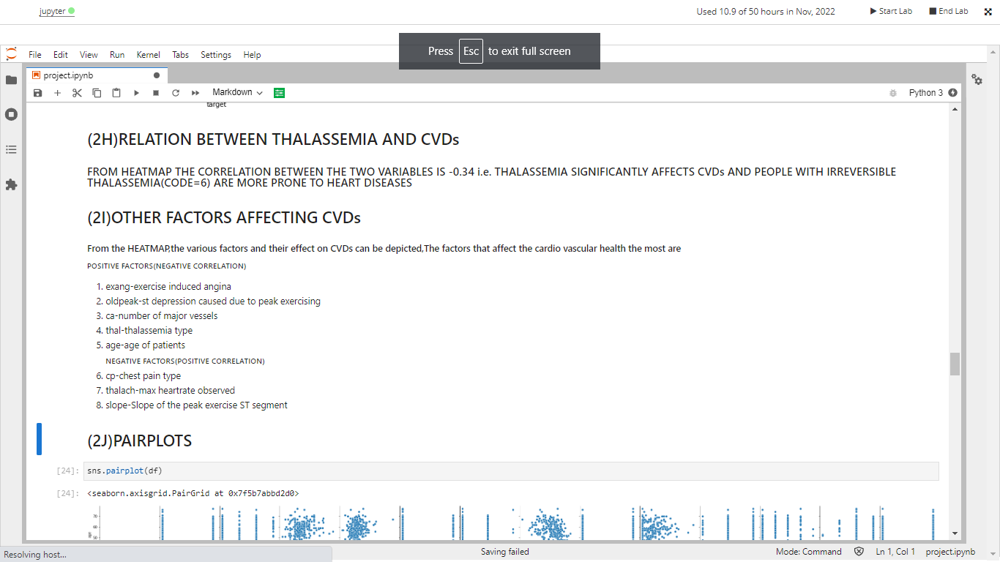 jupyter
Used 10.9 of 50 hours in Nov, 2022
Start Lab
End Lab
Press Esc to exit full screen
File Edit View Run Kernel Tabs Settings Help
project.ipynb
Markdown
Python 3
target
(2H)RELATION BETWEEN THALASSEMIA AND CVDs
FROM HEATMAP THE CORRELATION BETWEEN THE TWO VARIABLES IS -0.34 i.e. THALASSEMIA SIGNIFICANTLY AFFECTS CVDs AND PEOPLE WITH IRREVERSIBLE
THALASSEMIA(CODE=6) ARE MORE PRONE TO HEART DISEASES
(2I)OTHER FACTORS AFFECTING CVDs
From the HEATMAP,the various factors and their effect on CVDs can be depicted,The factors that affect the cardio vascular health the most are
POSITIVE FACTORS(NEGATIVE CORRELATION)
1. exang-exercise induced angina
2. oldpeak-st depression caused due to peak exercising
3. ca-number of major vessels
4. thal-thalassemia type
5. age-age of patients
NEGATIVE FACTORS(POSITIVE CORRELATION)
6. cp-chest pain type
7. thalach-max heartrate observed
8. slope-Slope of the peak exercise ST segment
(2J)PAIRPLOTS
[24]: sns.pairplot(df)
[24]: <seaborn.axisgrid.PairGrid at 0x7f5b7abbd2d0>
70
60
50
Resolving host...
Saving failed
Mode: Command
Ln 1, Col 1
project.ipynb